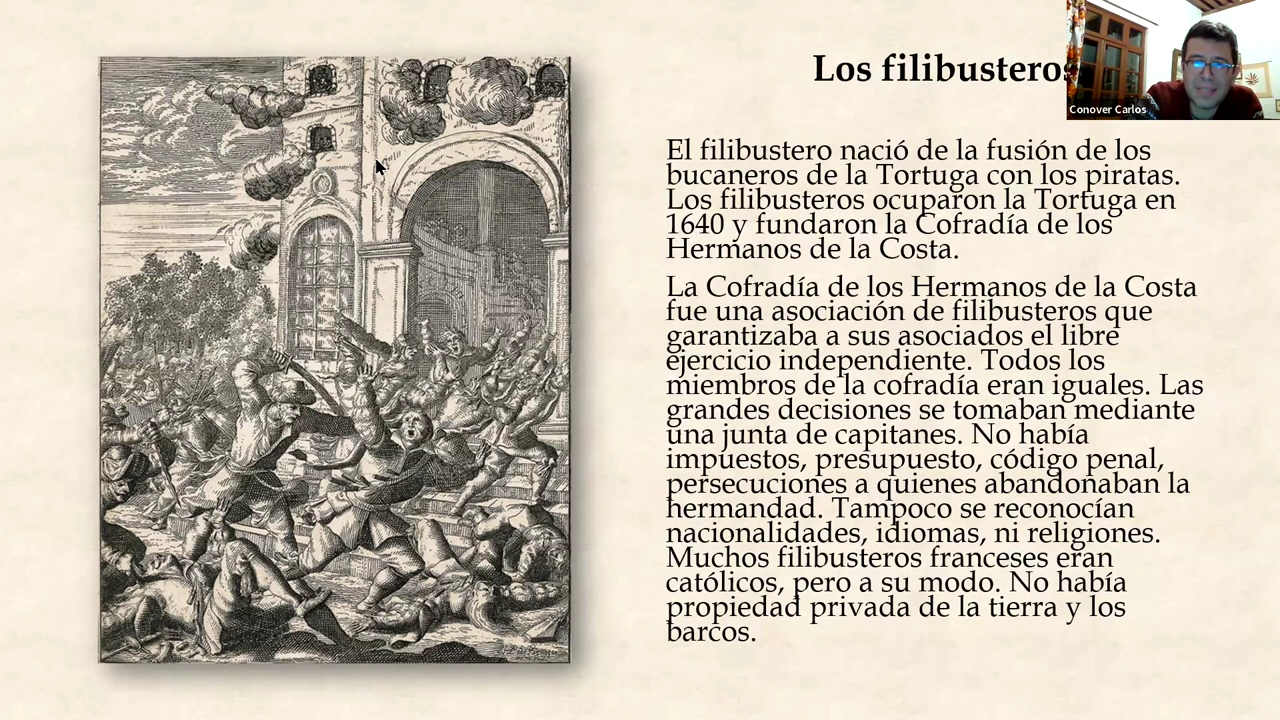 Los filibusteros
Conover Carlos
El filibustero nació de la fusión de los
bucaneros de la Tortuga con los piratas.
Los filibusteros ocuparon la Tortuga en
1640 y fundaron la Cofradía de los
Hermanos de la Costa.
La Cofradía de los Hermanos de la Costa
fue una asociación de filibusteros que
garantizaba a sus asociados el libre
ejercicio independiente. Todos los
miembros de la cofradía eran iguales. Las
grandes decisiones se tomaban mediante
una junta de capitanes. No había
impuestos, presupuesto, código penal,
persecuciones a quienes abandonaban la
hermandad. Tampoco se reconocían
nacionalidades, idiomas, ni religiones.
Muchos filibusteros franceses eran
católicos, pero a su modo. No había
propiedad privada de la tierra y los
barcos.